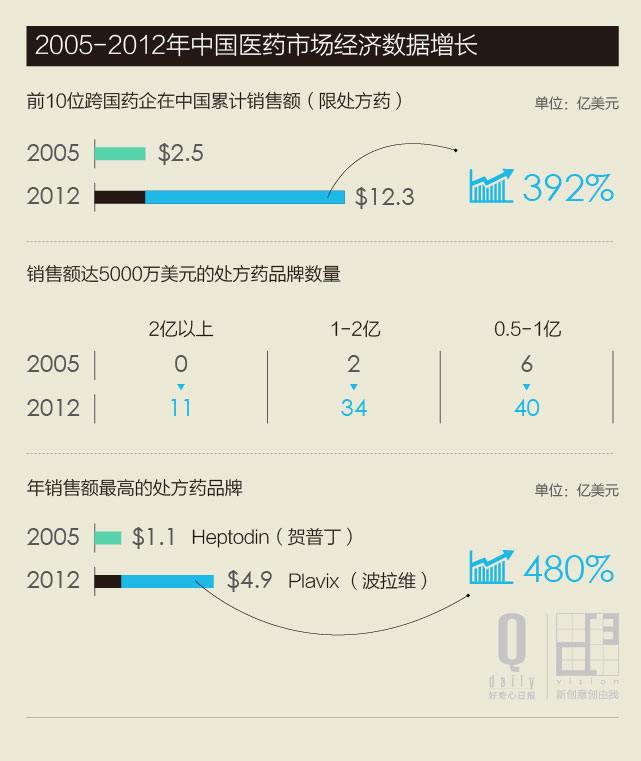 2005-2012年中国医药市场经济数据增长
前10位跨国药企在中国累计销售额（限处方药）
单位：亿美元
2005 $2.5
2012 $12.3
392%
销售额达5000万美元的处方药品牌数量
2亿以上 1-2亿 0.5-1亿
2005 0 2 6
2012 11 34 40
年销售额最高的处方药品牌
单位：亿美元
2005 $1.1 Heptodin（贺普丁）
2012 $4.9 Plavix（波拉维）
480%
Q
daily
好奇心日报
vision
新创意创由我